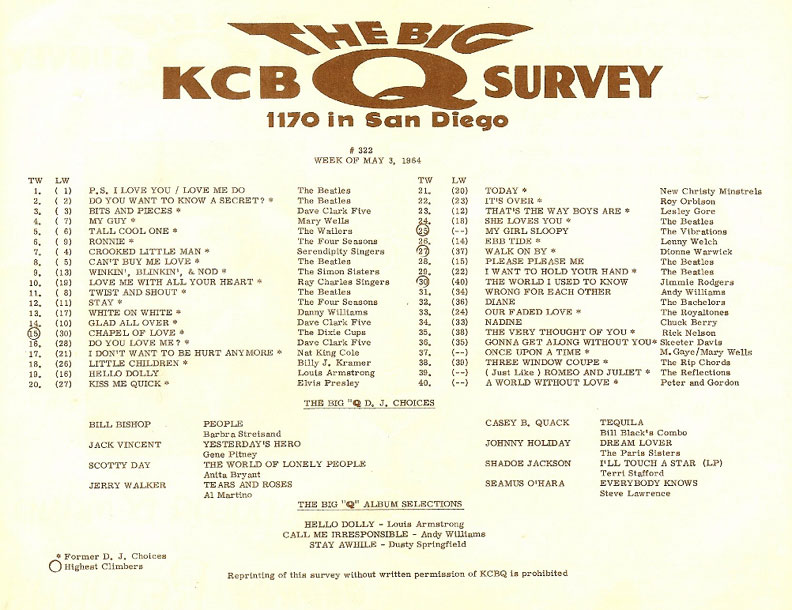 THE BIG
KCB Q SURVEY
1170 in San Diego
# 322
WEEK OF MAY 3, 1964
TW LW
1. ( 1) P.S. I LOVE YOU / LOVE ME DO The Beatles
2. ( 2) DO YOU WANT TO KNOW A SECRET? * The Beatles
3. ( 3) BITS AND PIECES * Dave Clark Five
4. ( 7) MY GUY * Mary Wells
5. ( 6) TALL COOL ONE * The Wailers
6. ( 9) RONNIE * The Four Seasons
7. ( 4) CROOKED LITTLE MAN * Serendipity Singers
8. ( 5) CAN'T BUY ME LOVE * The Beatles
9. (13) WINKIN', BLINKIN', & NOD * The Simon Sisters
10. (19) LOVE ME WITH ALL YOUR HEART * Ray Charles Singers
11. ( 8) TWIST AND SHOUT * The Beatles
12. (11) STAY * The Four Seasons
13. (17) WHITE ON WHITE * Danny Williams
14. (10) GLAD ALL OVER * Dave Clark Five
15. (30) CHAPEL OF LOVE * The Dixie Cups
16. (28) DO YOU LOVE ME? * Dave Clark Five
17. (21) I DON'T WANT TO BE HURT ANYMORE * Nat King Cole
18. (26) LITTLE CHILDREN * Billy J. Kramer
19. (16) HELLO DOLLY Louis Armstrong
20. (27) KISS ME QUICK * Elvis Presley
TW LW
21. (20) TODAY * New Christy Minstrels
22. (23) IT'S OVER * Roy Orbison
23. (12) THAT'S THE WAY BOYS ARE * Lesley Gore
24. (18) SHE LOVES YOU * The Beatles
25 (--) MY GIRL SLOOPY The Vibrations
26. (14) EBB TIDE * Lenny Welch
27 (37) WALK ON BY * Dionne Warwick
28. (15) PLEASE PLEASE ME The Beatles
29. (22) I WANT TO HOLD YOUR HAND * The Beatles
30 (40) THE WORLD I USED TO KNOW Jimmie Rodgers
31. (34) WRONG FOR EACH OTHER Andy Williams
32. (36) DIANE The Bachelors
33. (24) OUR FADED LOVE * The Royaltones
34. (33) NADINE Chuck Berry
35. (38) THE VERY THOUGHT OF YOU * Rick Nelson
36. (35) GONNA GET ALONG WITHOUT YOU* Skeeter Davis
37. (--) ONCE UPON A TIME * M.Gaye/Mary Wells
38. (39) THREE WINDOW COUPE * The Rip Chords
39. (--) ( Just Like ) ROMEO AND JULIET * The Reflections
40. (--) A WORLD WITHOUT LOVE * Peter and Gordon
THE BIG "Q D. J. CHOICES
BILL BISHOP PEOPLE
Barbra Streisand
JACK VINCENT YESTERDAY'S HERO
Gene Pitney
SCOTTY DAY THE WORLD OF LONELY PEOPLE
Anita Bryant
JERRY WALKER TEARS AND ROSES
Al Martino
CASEY B. QUACK TEQUILA
Bill Black's Combo
JOHNNY HOLIDAY DREAM LOVER
The Paris Sisters
SHADOE JACKSON I'LL TOUCH A STAR (LP)
Terri Stafford
SEAMUS O'HARA EVERYBODY KNOWS
Steve Lawrence
THE BIG "Q" ALBUM SELECTIONS
HELLO DOLLY - Louis Armstrong
CALL ME IRRESPONSIBLE - Andy Williams
STAY AWHILE - Dusty Springfield
* Former D. J. Choices
Highest Climbers
Reprinting of this survey without written permission of KCBQ is prohibited